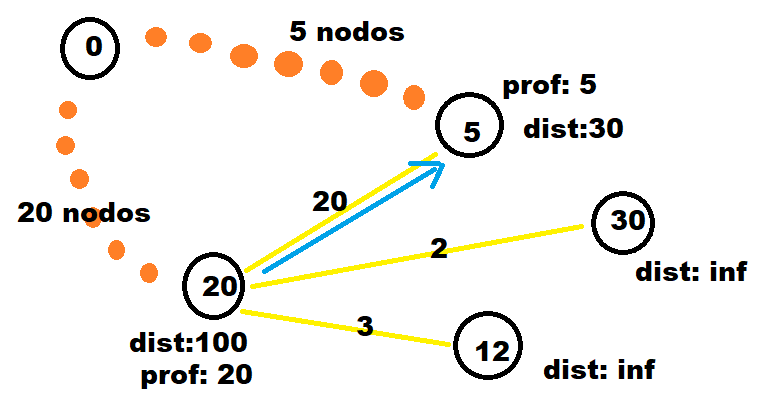 0
5 nodos
prof: 5
5
dist:30
20
20 nodos
30
2
dist: inf
20
3
12
dist:100
prof: 20
dist: inf